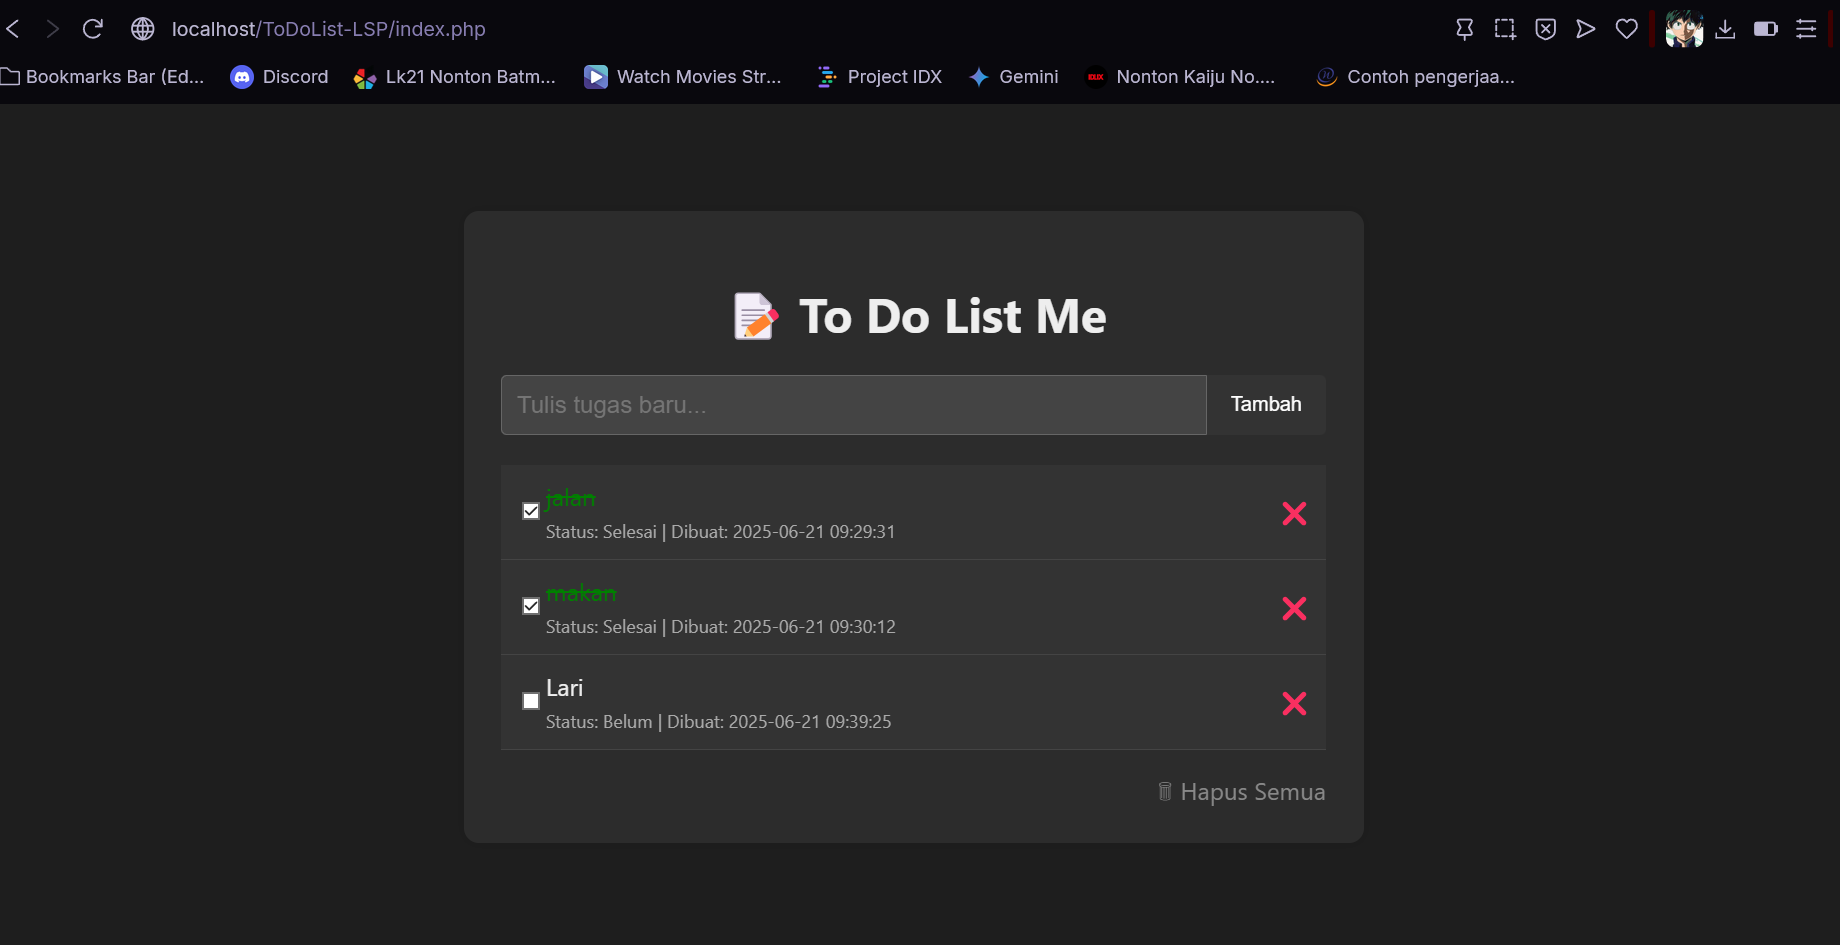 localhost/ToDoList-LSP/index.php
Bookmarks Bar (Ed... Discord Lk21 Nonton Batm... Watch Movies Str... Project IDX Gemini Nonton Kaiju No.... Contoh pengerjaa...
To Do List Me
Tulis tugas baru... Tambah
jalan
Status: Selesai | Dibuat: 2025-06-21 09:29:31
makan
Status: Selesai | Dibuat: 2025-06-21 09:30:12
Lari
Status: Belum | Dibuat: 2025-06-21 09:39:25
Hapus Semua